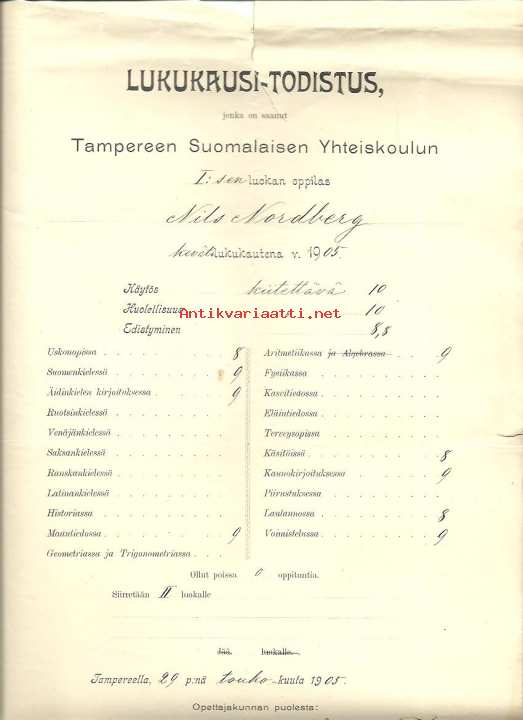 LUKUKAUSI-TODISTUS,
jonka on saanut
Tampereen Suomalaisen Yhteiskoulun
I:sen luokan oppilas
Nils Nordberg
kevätlukukautena v. 1905.
Käytös kiitettävä 10
Huolellisuus 10
Antikvariaatti.net
Edistyminen 8,8
Uskonnossa 8
Suomenkielessä 9
Äidinkielen kirjoituksessa 9
Ruotsinkielessä
Venäjänkielessä
Saksankielessä
Ranskankielessä
Latinankielessä
Historiassa
Maantiedossa 9
Geometriassa ja Trigonometriassa
Aritmetiikassa ja Algebrassa 9
Fysiikassa
Kasvitiedossa
Eläintiedossa
Terveysopissa
Käsitöissä 8
Kaunokirjoituksessa 9
Piirustuksessa
Laulannossa 8
Voimistelussa 9
Ollut poissa 0 oppituntia.
Siirretään II luokalle
Jää luokalle.
Tampereella, 29 p:nä touko-kuuta 1905.
Opettajakunnan puolesta: